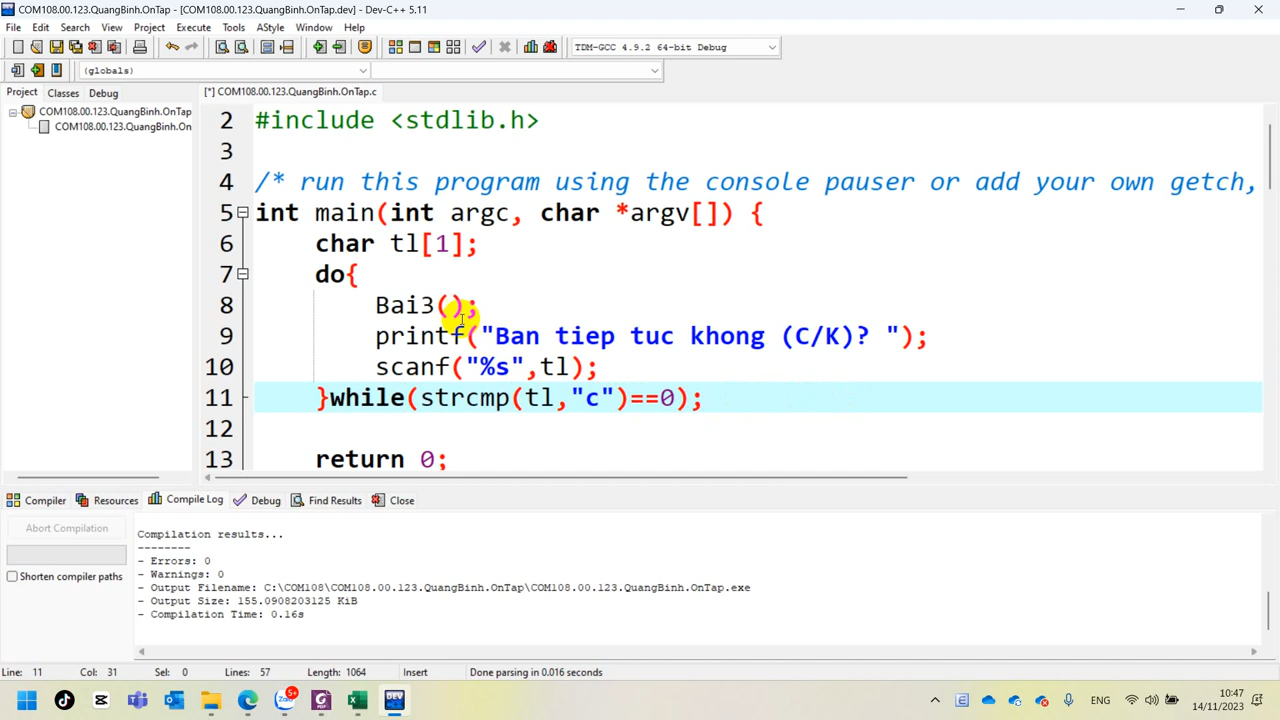 COM108.00.123.QuangBinh.OnTap - [COM108.00.123.QuangBinh.OnTap.dev] - Dev-C++ 5.11
File Edit Search View Project Execute Tools AStyle Window Help
TDM-GCC 4.9.2 64-bit Debug
(globals)
Project Classes Debug
[*] COM108.00.123.QuangBinh.OnTap.c
COM108.00.123.QuangBinh.OnTap
COM108.00.123.QuangBinh.On
2 #include <stdlib.h>
3
4 /* run this program using the console pauser or add your own getch,
5 int main(int argc, char *argv[]) {
6 char tl[1];
7 do{
8 Bai3();
9 printf("Ban tiep tuc khong (C/K)? ");
10 scanf("%s",tl);
11 }while(strcmp(tl,"c")==0);
12
13 return 0;
Compiler Resources Compile Log Debug Find Results Close
Abort Compilation
Shorten compiler paths
Compilation results...
--------
- Errors: 0
- Warnings: 0
- Output Filename: C:\COM108\COM108.00.123.QuangBinh.OnTap\COM108.00.123.QuangBinh.OnTap.exe
- Output Size: 155.0908203125 KiB
- Compilation Time: 0.16s
Line: 11 Col: 31 Sel: 0 Lines: 57 Length: 1064 Insert Done parsing in 0.016 seconds
5+
DEV
ENG
10:47
14/11/2023